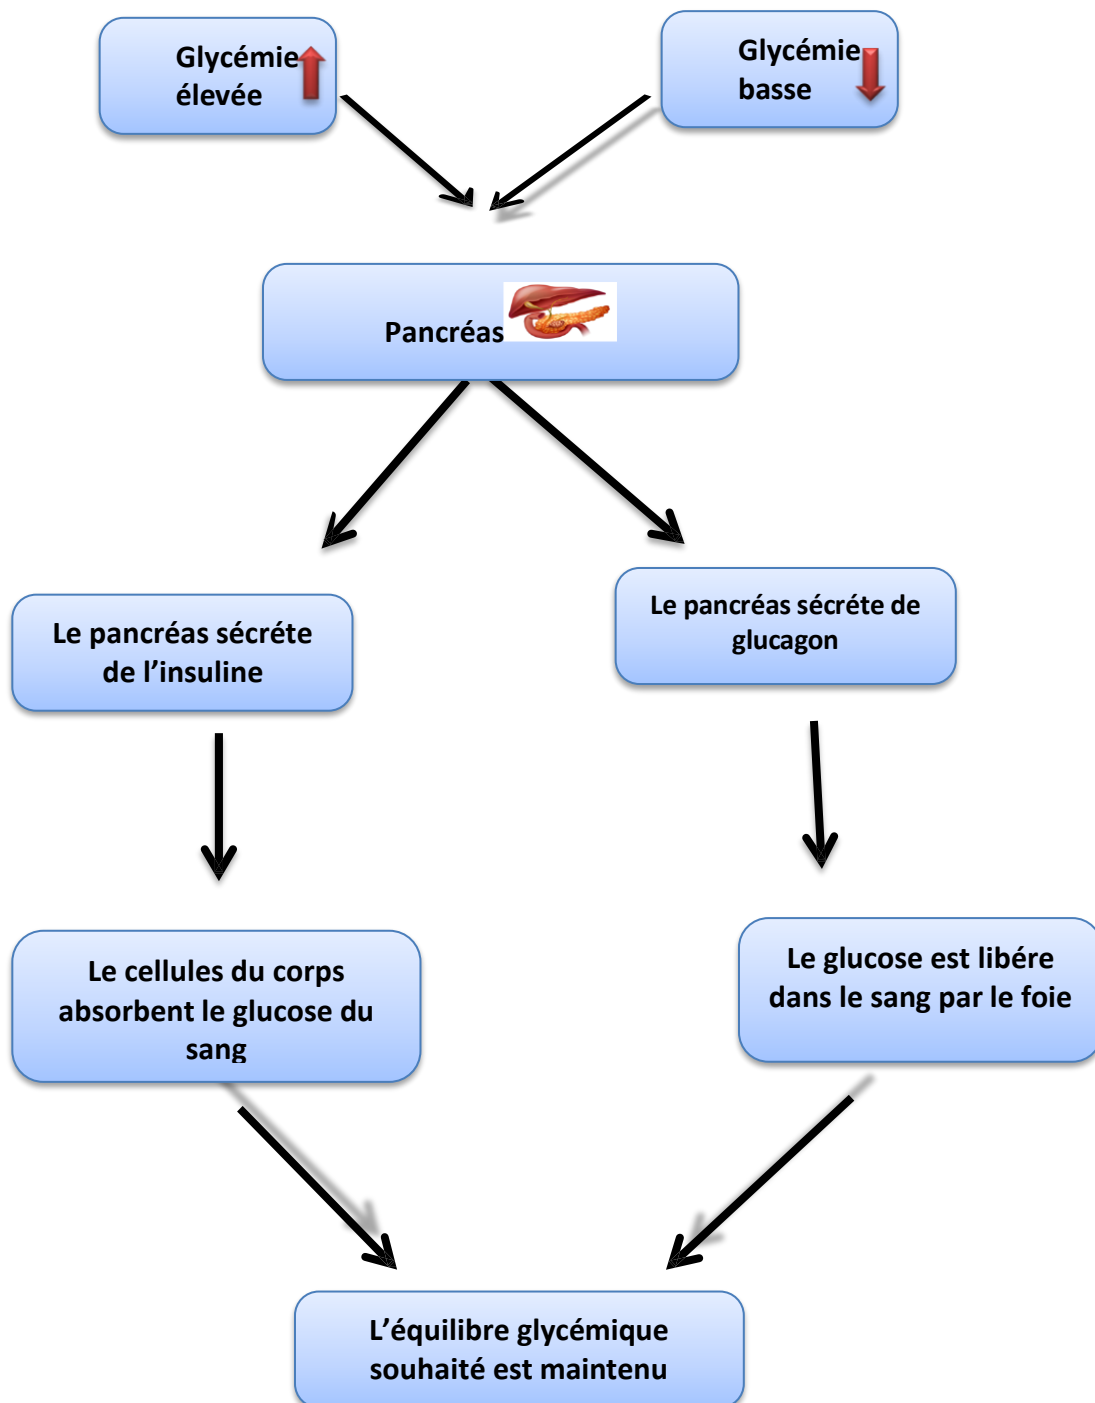 Glycémie
élevée
Glycémie
basse
Pancréas
Le pancréas sécréte
de l’insuline
Le pancréas sécréte de
glucagon
Le cellules du corps
absorbent le glucose du
sang
Le glucose est libére
dans le sang par le foie
L’équilibre glycémique
souhaité est maintenu